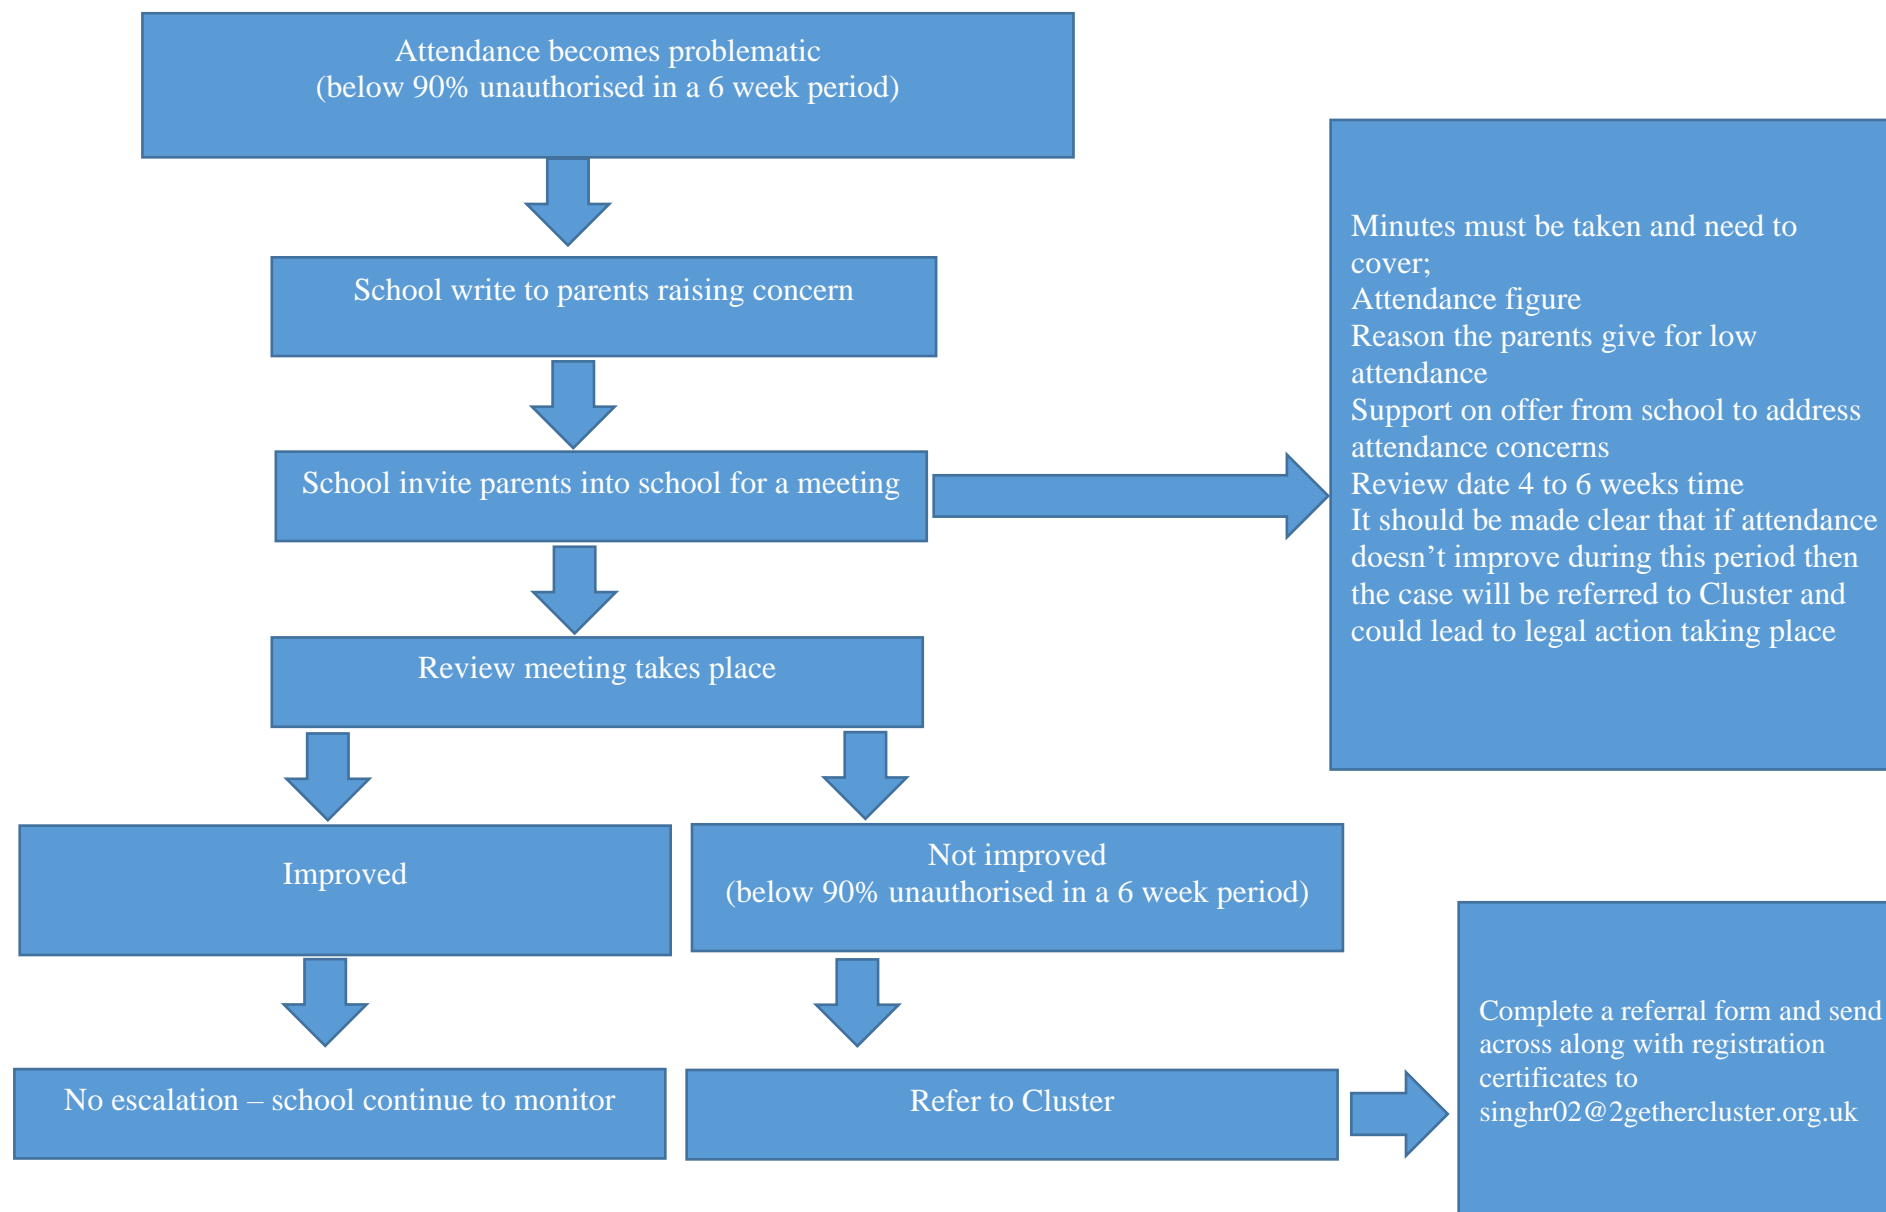 Attendance becomes problematic
(below 90% unauthorised in a 6 week period)
School write to parents raising concern
School invite parents into school for a meeting
Minutes must be taken and need to
cover;
Attendance figure
Reason the parents give for low
attendance
Support on offer from school to address
attendance concerns
Review date 4 to 6 weeks time
It should be made clear that if attendance
doesn’t improve during this period then
the case will be referred to Cluster and
could lead to legal action taking place
Review meeting takes place
Improved
Not improved
(below 90% unauthorised in a 6 week period)
No escalation – school continue to monitor
Refer to Cluster
Complete a referral form and send
across along with registration
certificates to
singhr02@2gethercluster.org.uk